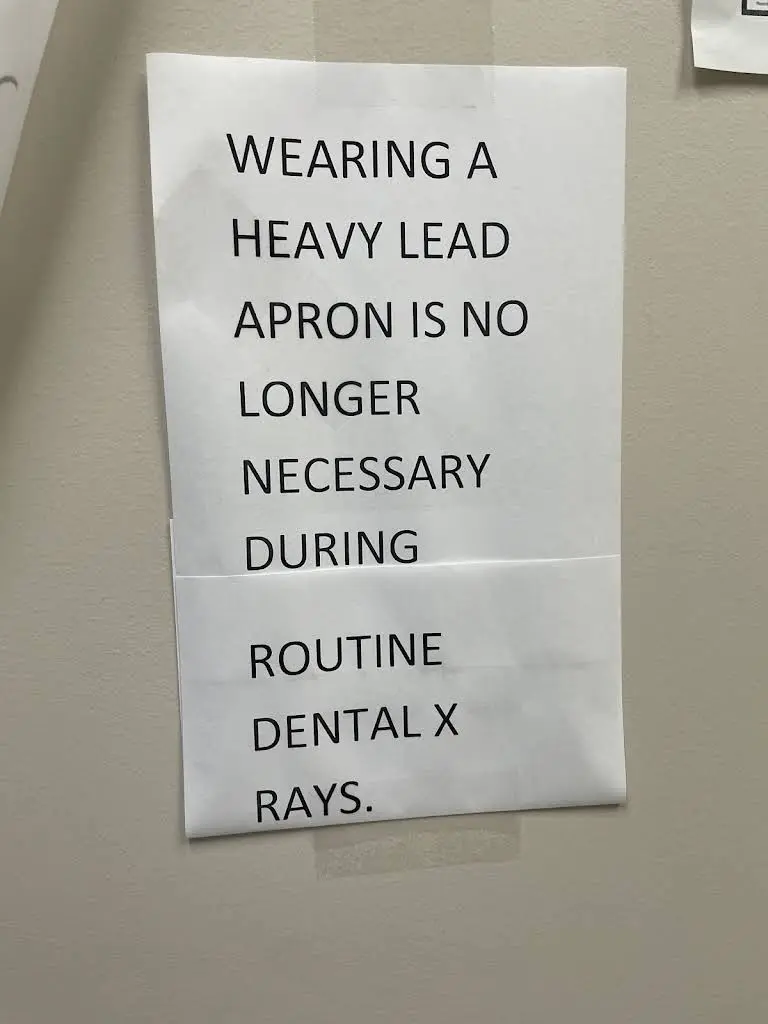 WEARING A
HEAVY LEAD
APRON IS NO
LONGER
NECESSARY
DURING
ROUTINE
DENTAL X
RAYS.